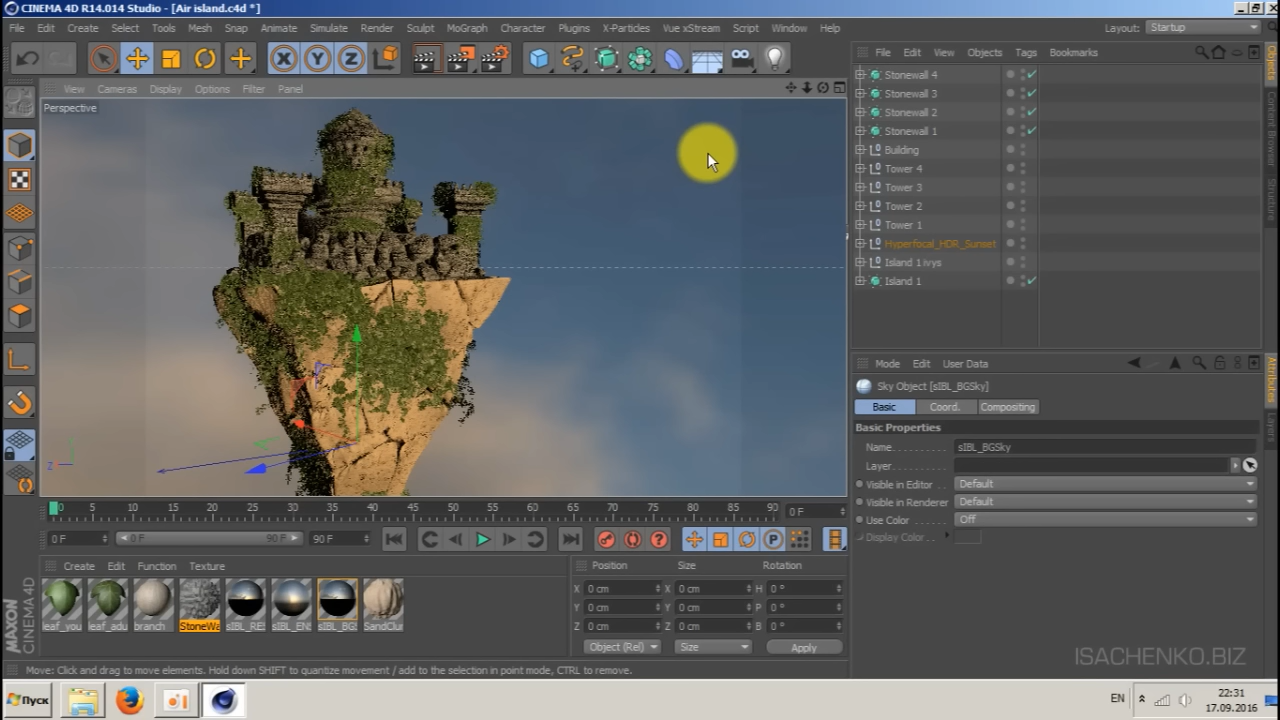 CINEMA 4D R14.014 Studio - [Air island.c4d *]
File Edit Create Select Tools Mesh Snap Animate Simulate Render Sculpt MoGraph Character Plugins X-Particles Vue xStream Script Window Help Layout: Startup
X Y Z
File Edit View Objects Tags Bookmarks
View Cameras Display Options Filter Panel
Perspective
Stonewall 4
Stonewall 3
Stonewall 2
Stonewall 1
Building
Tower 4
Tower 3
Tower 2
Tower 1
Hyperfocal_HDR_Sunset
Island 1 ivys
Island 1
Objects
Content Browser
Structure
Mode Edit User Data
Sky Object [sIBL_BGSky]
Basic Coord. Compositing
Basic Properties
Name sIBL_BGSky
Layer
Visible in Editor Default
Visible in Renderer Default
Use Color Off
Display Color
Attributes
Layers
Z Y
0 5 10 15 20 25 30 35 40 45 50 55 60 65 70 75 80 85 90 0 F
0 F 0 F 90 F 90 F
P
Create Edit Function Texture
leaf_you leaf_adu branch StoneWa sIBL_RE sIBL_EN sIBL_BG SandClur
Position Size Rotation
X 0 cm X 0 cm H 0 °
Y 0 cm Y 0 cm P 0 °
Z 0 cm Z 0 cm B 0 °
Object (Rel) Size Apply
MAXON
CINEMA 4D
Move: Click and drag to move elements. Hold down SHIFT to quantize movement / add to the selection in point mode, CTRL to remove.
ISACHENKO.BIZ
Пуск
EN
22:31
17.09.2016